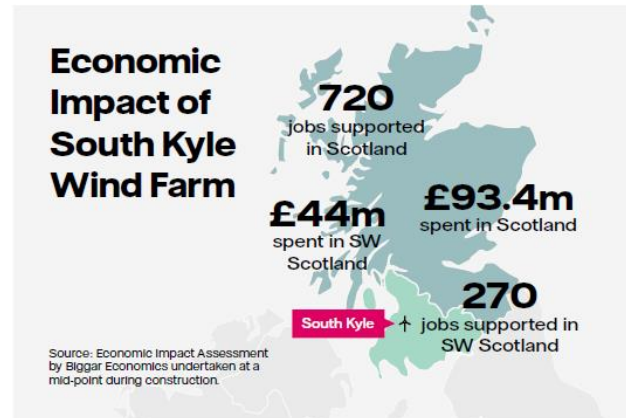 Economic
Impact of
South Kyle
Wind Farm
720
jobs supported
in Scotland
£93.4m
spent in Scotland
£44m
spent in SW
Scotland
270
jobs supported in
SW Scotland
South Kyle
Source: Economic Impact Assessment
by Biggar Economics undertaken at a
mid-point during construction.